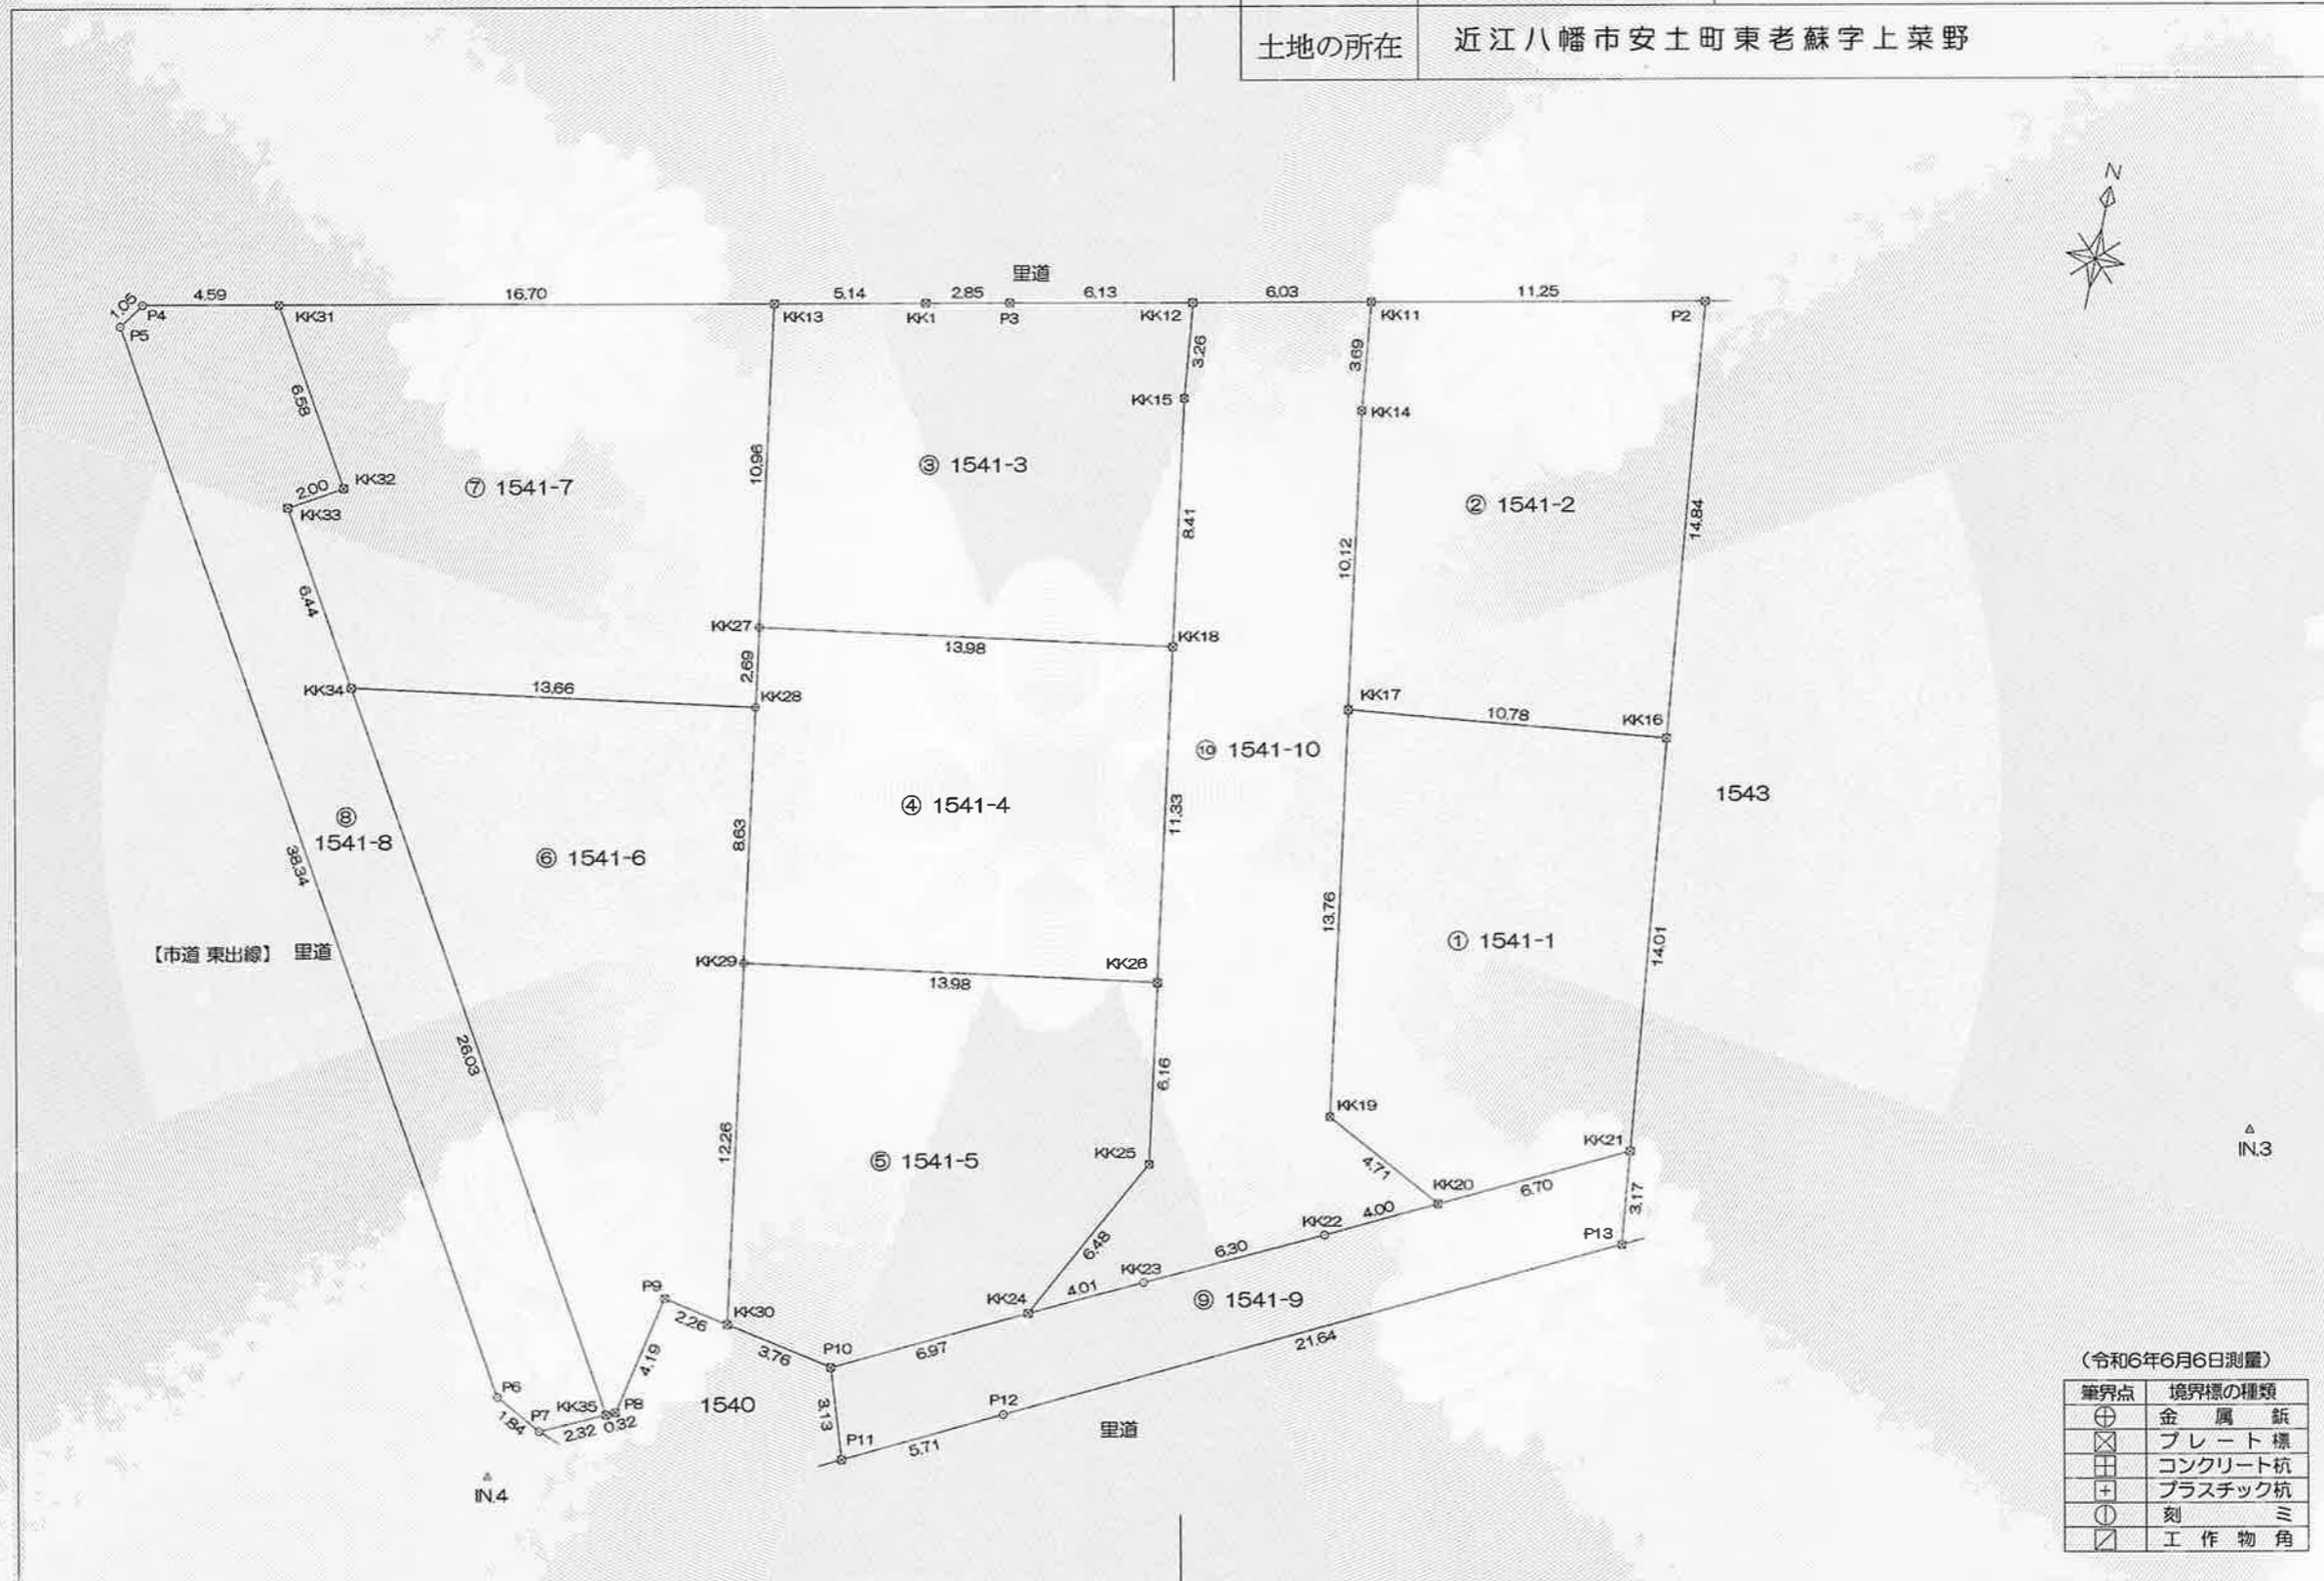 土地の所在 近江八幡市安土町東老蘇字上菜野
N
里道
1.05 4.59 16.70 5.14 2.85 6.13 6.03 11.25
P4 KK31 KK13 KK1 P3 KK12 KK11 P2
P5
3.26 3.69
KK15 KK14
6.58 10.96
③ 1541-3
KK32
⑦ 1541-7
2.00
KK33
② 1541-2
8.41 14.84
10.12
6.44
KK27 KK18
13.98
2.69
KK34 13.66 KK28 KK17
10.78 KK16
⑩ 1541-10
1543
④ 1541-4
⑧
1541-8
8.63 11.33
⑥ 1541-6
38.34
13.76
① 1541-1
14.01
【市道 東出線】 里道
KK29 KK26
13.98
26.03
6.16
KK19
IN.3
12.26
KK21
⑤ 1541-5
KK25
4.71
KK20
6.70
3.17
4.00
KK22
P13
6.48
6.30
KK23
P9
4.01
KK24
⑨ 1541-9
KK30
2.26
21.64
3.76
P10
6.97
4.19
P6
P12
KK35 P8
1540
3.13
P7
1.84
2.32 0.32
里道
P11
5.71
IN.4
（令和6年6月6日測量）
筆界点 境界標の種類
金属鋲
プレート標
コンクリート杭
プラスチック杭
刻ミ
工作物角